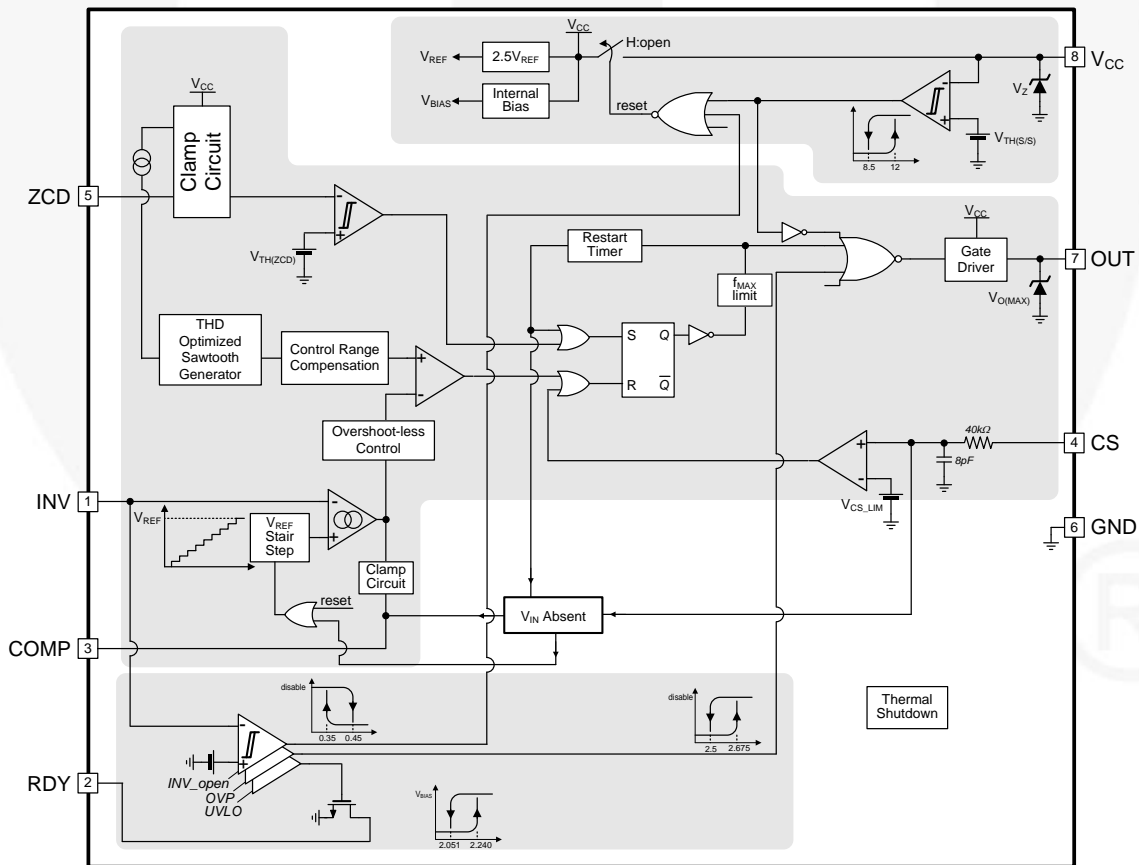 V_CC
H:open
V_REF
2.5V_REF
8
V_CC
V_BIAS
Internal
Bias
reset
V_Z
V_TH(S/S)
8.5
12
V_CC
Clamp
Circuit
ZCD
5
V_TH(ZCD)
Restart
Timer
f_MAX
limit
V_CC
Gate
Driver
7
OUT
V_O(MAX)
THD
Optimized
Sawtooth
Generator
Control Range
Compensation
S
Q
R
Q̅
Overshoot-less
Control
40kΩ
8pF
4
CS
V_CS_LIM
INV
1
V_REF
V_REF
Stair
Step
Clamp
Circuit
6
GND
reset
V_IN Absent
COMP
3
disable
0.35
0.45
disable
2.5
2.675
Thermal
Shutdown
RDY
2
INV_open
OVP
UVLO
V_BIAS
2.051
2.240
-
+
-
+
+
-
+
-
-
+
-
+
R